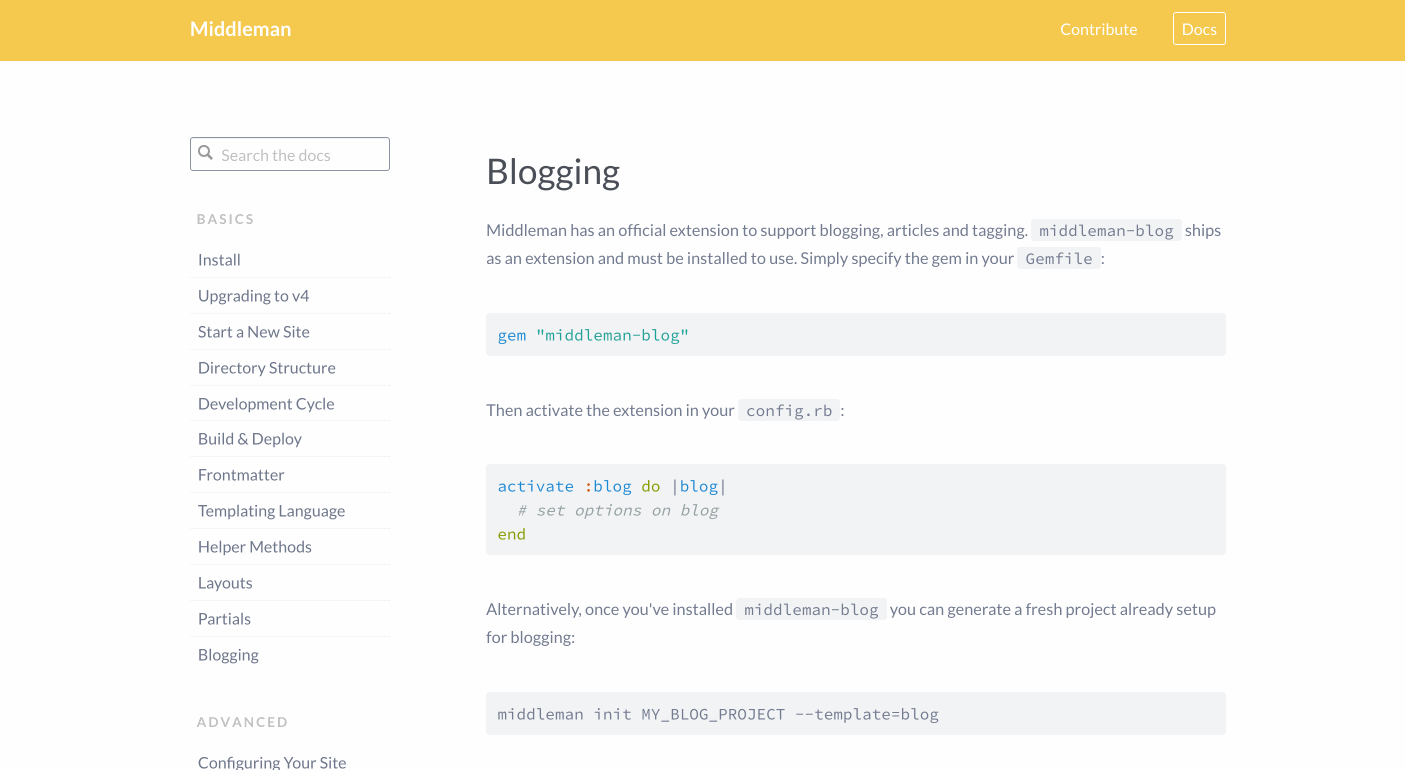 Middleman
Contribute
Docs
Search the docs
BASICS
Install
Upgrading to v4
Start a New Site
Directory Structure
Development Cycle
Build & Deploy
Frontmatter
Templating Language
Helper Methods
Layouts
Partials
Blogging
ADVANCED
Configuring Your Site
Blogging
Middleman has an official extension to support blogging, articles and tagging. middleman-blog ships
as an extension and must be installed to use. Simply specify the gem in your Gemfile:
gem "middleman-blog"
Then activate the extension in your config.rb:
activate :blog do |blog|
  # set options on blog
end
Alternatively, once you've installed middleman-blog you can generate a fresh project already setup
for blogging:
middleman init MY_BLOG_PROJECT --template=blog